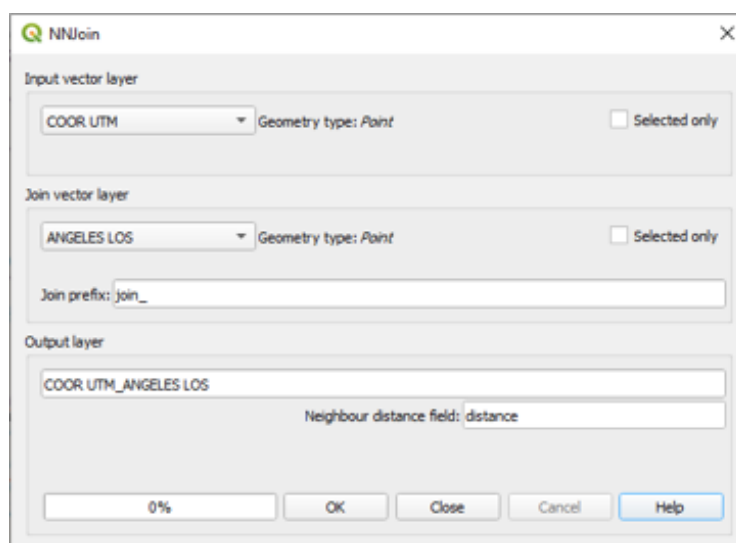 NNJoin
Input vector layer
COOR UTM Geometry type: Point Selected only
Join vector layer
ANGELES LOS Geometry type: Point Selected only
Join prefix: join_
Output layer
COOR UTM_ANGELES LOS
Neighbour distance field: distance
0% OK Close Cancel Help